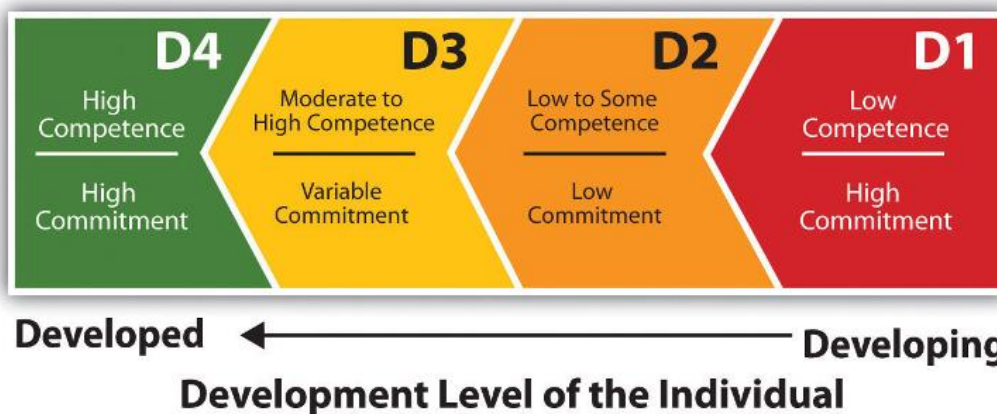 D4
High
Competence
High
Commitment
D3
Moderate to
High Competence
Variable
Commitment
D2
Low to Some
Competence
Low
Commitment
D1
Low
Competence
High
Commitment
Developed
Developing
Development Level of the Individual